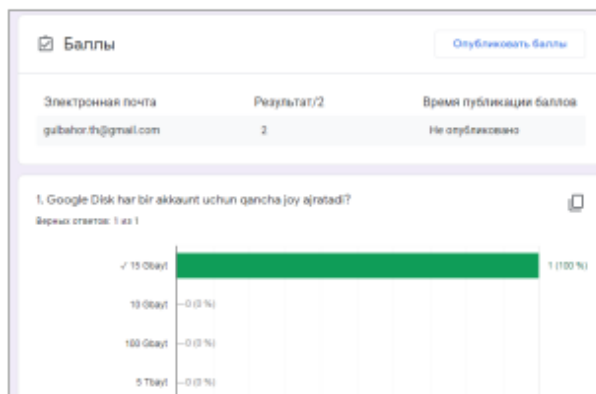 Баллы
Опубликовать баллы
Электронная почта Результат/2 Время публикации баллов
gulbahor.th@gmail.com 2 Не опубликовано
1. Google Disk har bir akkaunt uchun qancha joy ajratadi?
Верных ответов: 1 из 1
✓ 15 Gbayt 1 (100 %)
10 Gbayt 0 (0 %)
100 Gbayt 0 (0 %)
5 Tbayt 0 (0 %)